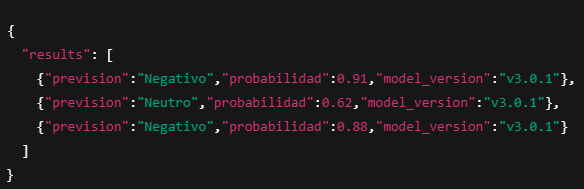 {
  "results": [
    {"prevision":"Negativo","probabilidad":0.91,"model_version":"v3.0.1"},
    {"prevision":"Neutro","probabilidad":0.62,"model_version":"v3.0.1"},
    {"prevision":"Negativo","probabilidad":0.88,"model_version":"v3.0.1"}
  ]
}